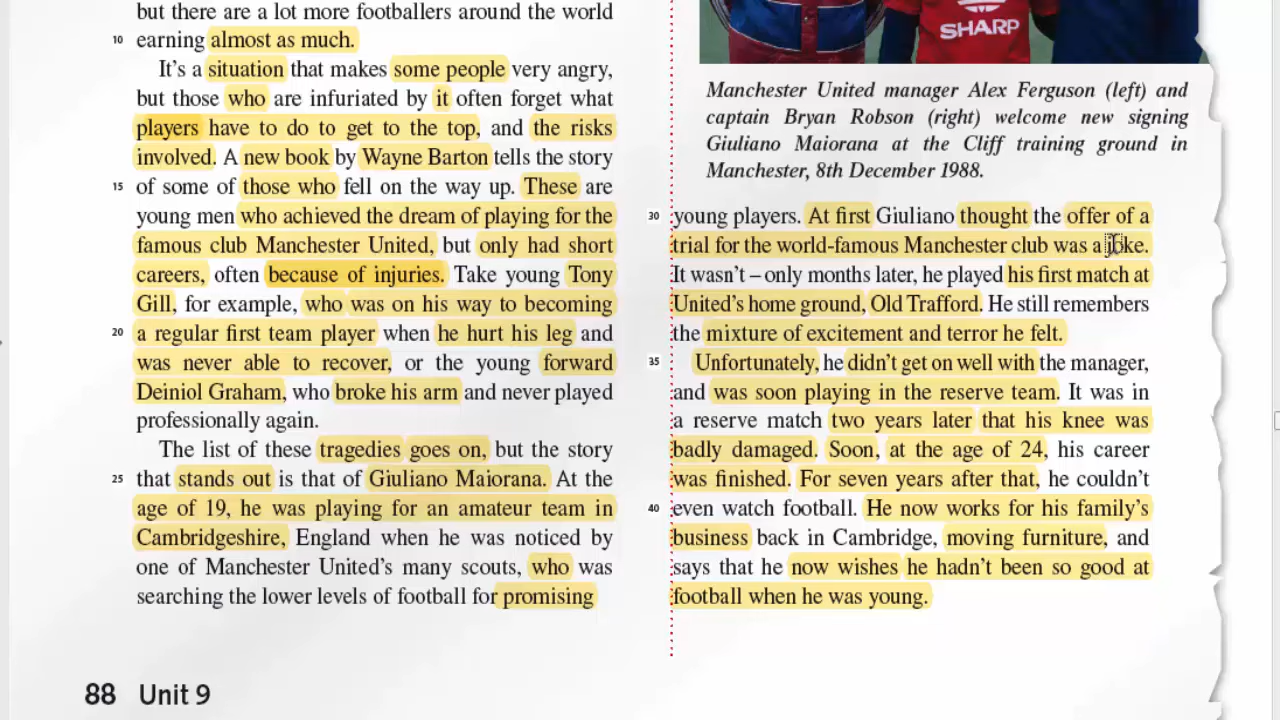 but there are a lot more footballers around the world
10 earning almost as much.
It's a situation that makes some people very angry,
but those who are infuriated by it often forget what
players have to do to get to the top, and the risks
involved. A new book by Wayne Barton tells the story
15 of some of those who fell on the way up. These are
young men who achieved the dream of playing for the
famous club Manchester United, but only had short
careers, often because of injuries. Take young Tony
Gill, for example, who was on his way to becoming
20 a regular first team player when he hurt his leg and
was never able to recover, or the young forward
Deiniol Graham, who broke his arm and never played
professionally again.
The list of these tragedies goes on, but the story
25 that stands out is that of Giuliano Maiorana. At the
age of 19, he was playing for an amateur team in
Cambridgeshire, England when he was noticed by
one of Manchester United's many scouts, who was
searching the lower levels of football for promising
SHARP
Manchester United manager Alex Ferguson (left) and
captain Bryan Robson (right) welcome new signing
Giuliano Maiorana at the Cliff training ground in
Manchester, 8th December 1988.
30 young players. At first Giuliano thought the offer of a
trial for the world-famous Manchester club was a joke.
It wasn't – only months later, he played his first match at
United's home ground, Old Trafford. He still remembers
the mixture of excitement and terror he felt.
35 Unfortunately, he didn't get on well with the manager,
and was soon playing in the reserve team. It was in
a reserve match two years later that his knee was
badly damaged. Soon, at the age of 24, his career
was finished. For seven years after that, he couldn't
40 even watch football. He now works for his family's
business back in Cambridge, moving furniture, and
says that he now wishes he hadn't been so good at
football when he was young.
88 Unit 9